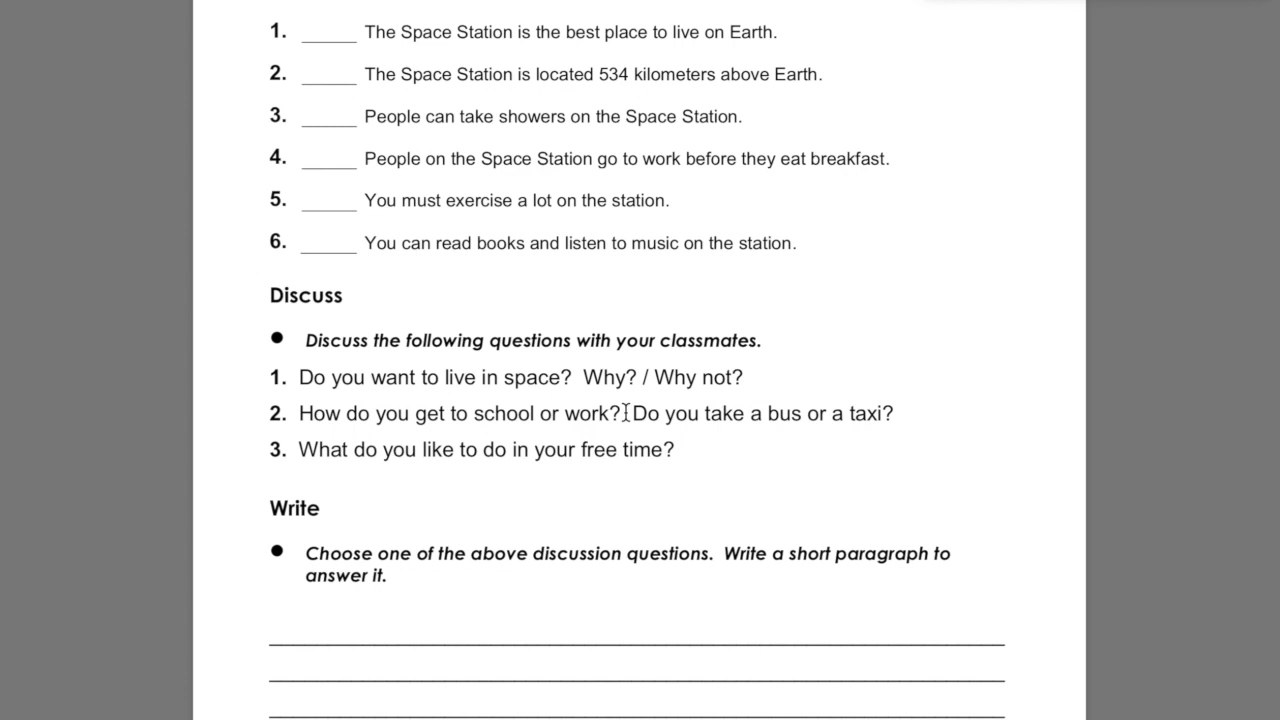 1. _____ The Space Station is the best place to live on Earth.
2. _____ The Space Station is located 534 kilometers above Earth.
3. _____ People can take showers on the Space Station.
4. _____ People on the Space Station go to work before they eat breakfast.
5. _____ You must exercise a lot on the station.
6. _____ You can read books and listen to music on the station.
Discuss
● Discuss the following questions with your classmates.
1. Do you want to live in space?  Why? / Why not?
2. How do you get to school or work? Do you take a bus or a taxi?
3. What do you like to do in your free time?
Write
● Choose one of the above discussion questions.  Write a short paragraph to
answer it.